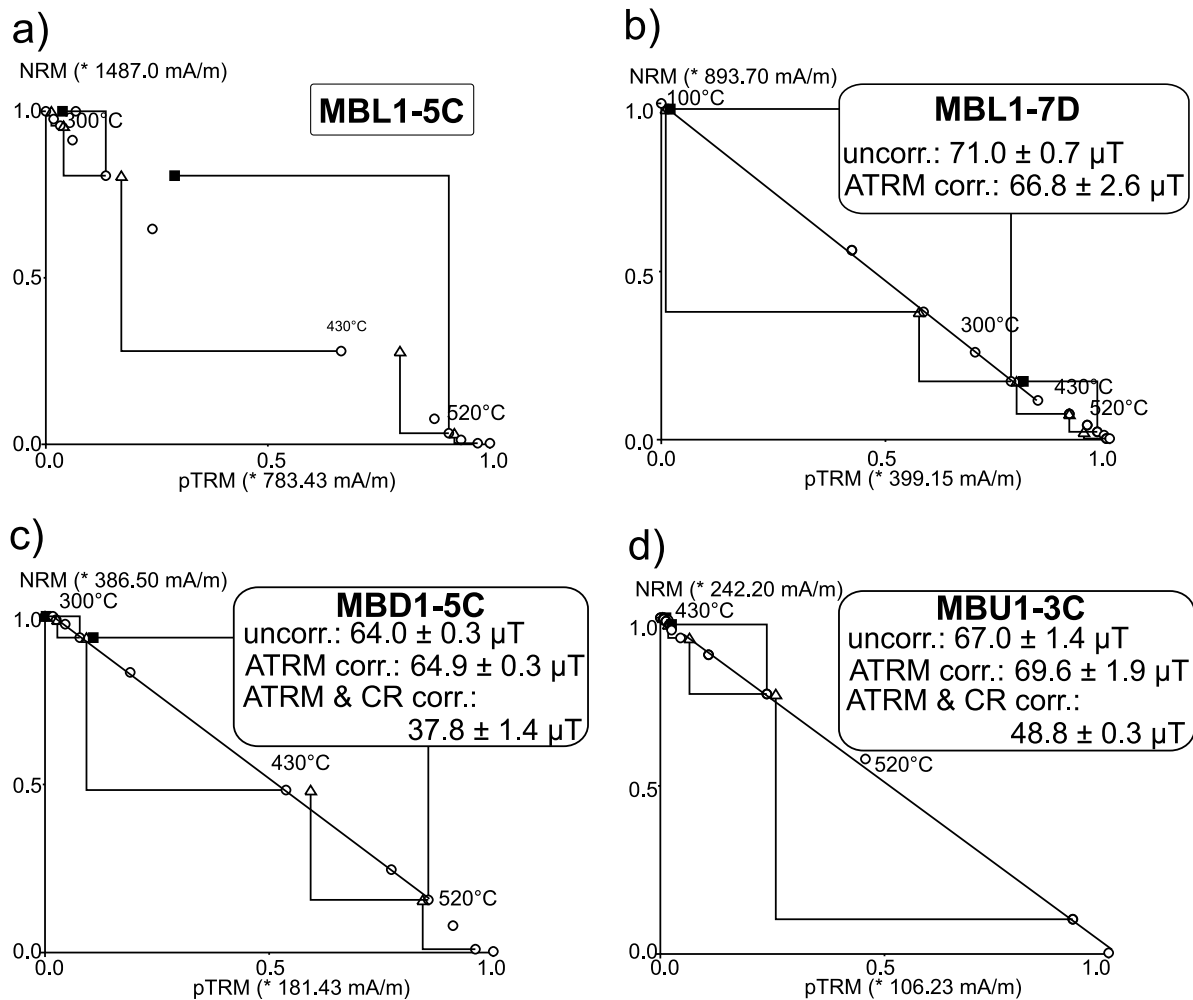 a)
NRM (* 1487.0 mA/m)
MBL1-5C
1.0
300°C
0.5
430°C
520°C
0.0
0.0
0.5
1.0
pTRM (* 783.43 mA/m)
b)
NRM (* 893.70 mA/m)
MBL1-7D
uncorr.: 71.0 ± 0.7 µT
ATRM corr.: 66.8 ± 2.6 µT
1.0
100°C
0.5
300°C
430°C
520°C
0.0
0.0
0.5
1.0
pTRM (* 399.15 mA/m)
c)
NRM (* 386.50 mA/m)
MBD1-5C
uncorr.: 64.0 ± 0.3 µT
ATRM corr.: 64.9 ± 0.3 µT
ATRM & CR corr.:
37.8 ± 1.4 µT
1.0
300°C
430°C
0.5
520°C
0.0
0.0
0.5
1.0
pTRM (* 181.43 mA/m)
d)
NRM (* 242.20 mA/m)
MBU1-3C
uncorr.: 67.0 ± 1.4 µT
ATRM corr.: 69.6 ± 1.9 µT
ATRM & CR corr.:
48.8 ± 0.3 µT
1.0
430°C
520°C
0.5
0.0
0.0
0.5
1.0
pTRM (* 106.23 mA/m)